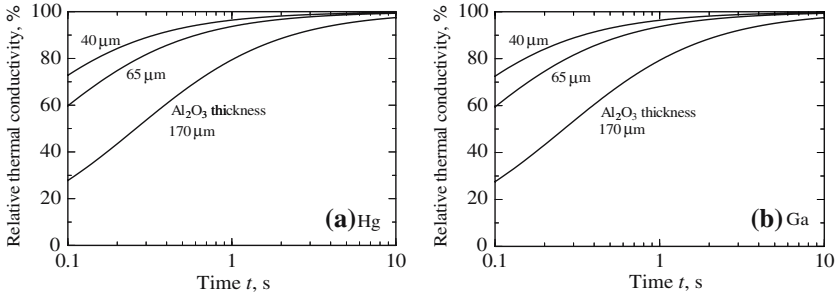 Relative thermal conductivity, %
100
80
60
40
20
0
40 μm
65 μm
Al₂O₃ thickness
170 μm
(a) Hg
0.1
1
10
Time t, s
Relative thermal conductivity, %
100
80
60
40
20
0
40 μm
65 μm
Al₂O₃ thickness
170 μm
(b) Ga
0.1
1
10
Time t, s